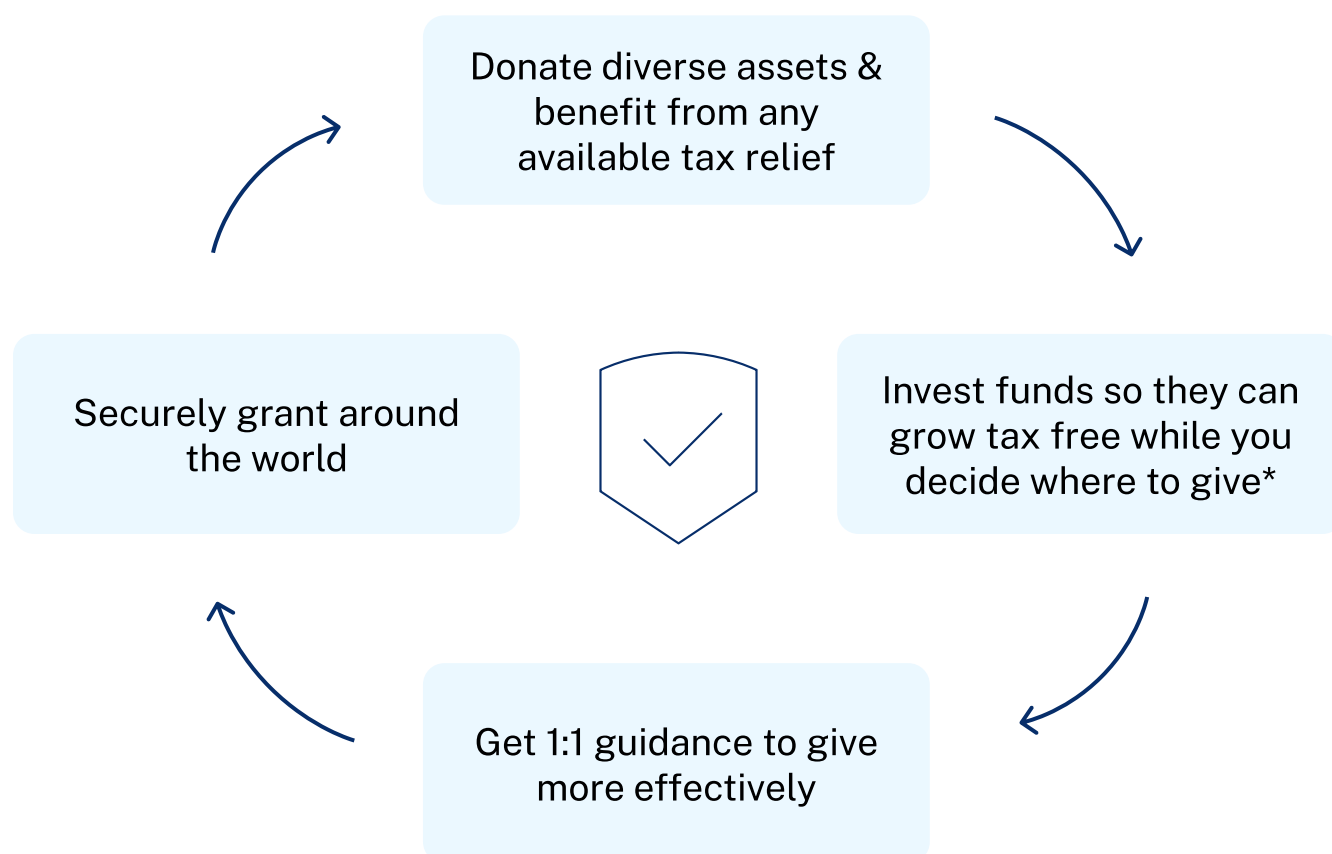 Donate diverse assets &
benefit from any
available tax relief
Invest funds so they can
grow tax free while you
decide where to give*
Get 1:1 guidance to give
more effectively
Securely grant around
the world